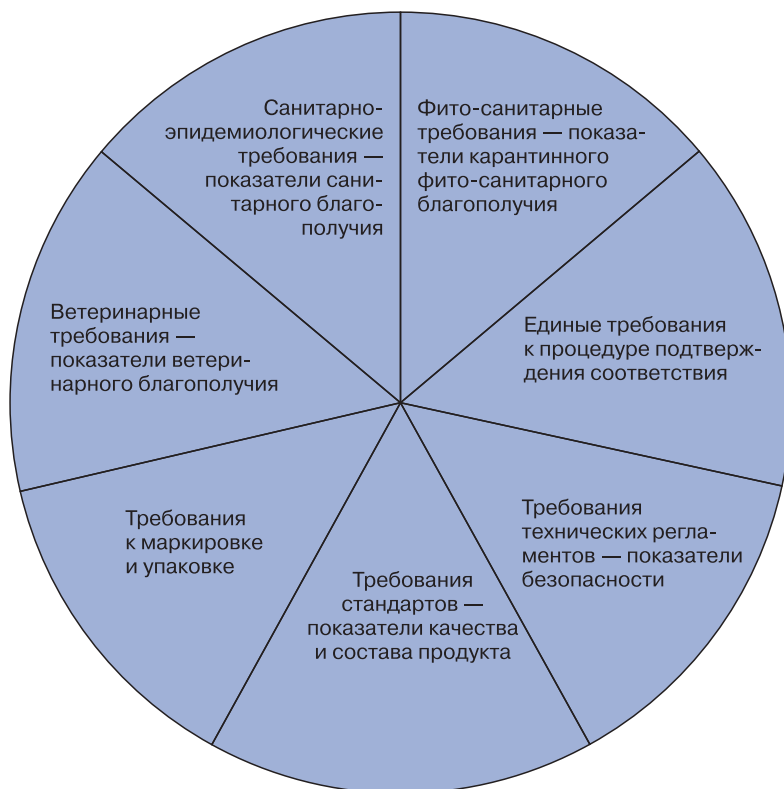 Санитарно-
эпидемиологические
требования —
показатели сани-
тарного благо-
получия
Фито-санитарные
требования — показа-
тели карантинного
фито-санитарного
благополучия
Единые требования
к процедуре подтверж-
дения соответствия
Требования
технических регла-
ментов — показатели
безопасности
Требования
стандартов —
показатели качества
и состава продукта
Требования
к маркировке
и упаковке
Ветеринарные
требования —
показатели ветери-
нарного благополучия